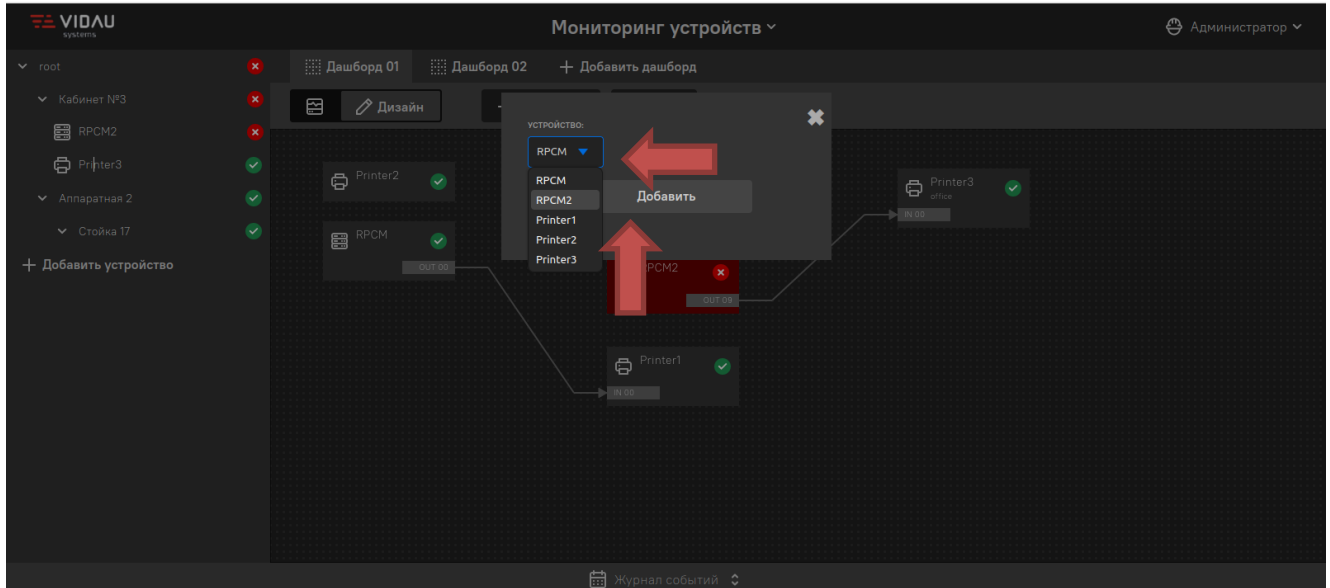 VIDAU
systems
Мониторинг устройств
Администратор
root
Кабинет №3
RPCM2
Printer3
Аппаратная 2
Стойка 17
+ Добавить устройство
Дашборд 01
Дашборд 02
+ Добавить дашборд
Дизайн
УСТРОЙСТВО:
RPCM
RPCM
RPCM2
Printer1
Printer2
Printer3
Добавить
Printer2
RPCM
OUT 00
RPCM2
OUT 09
Printer1
IN 00
Printer3
office
IN 00
Журнал событий